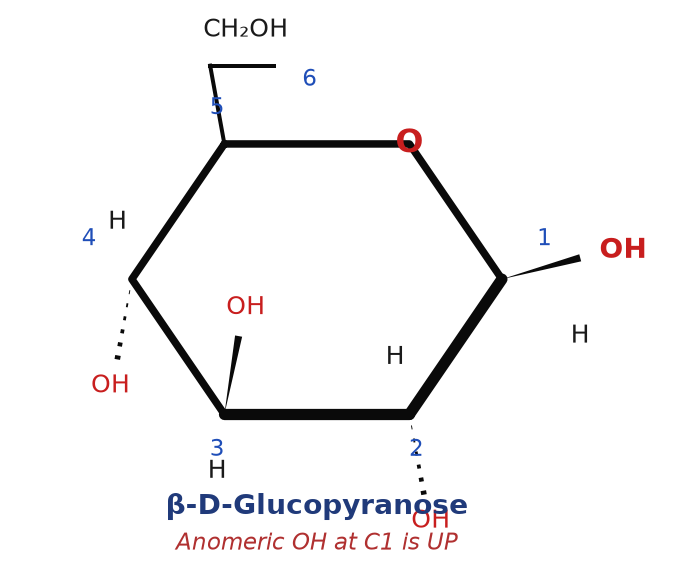 CH₂OH
6
5
O
H
4
1
OH
OH
H
H
OH
3
2
H
β-D-Glucopyranose
OH
Anomeric OH at C1 is UP